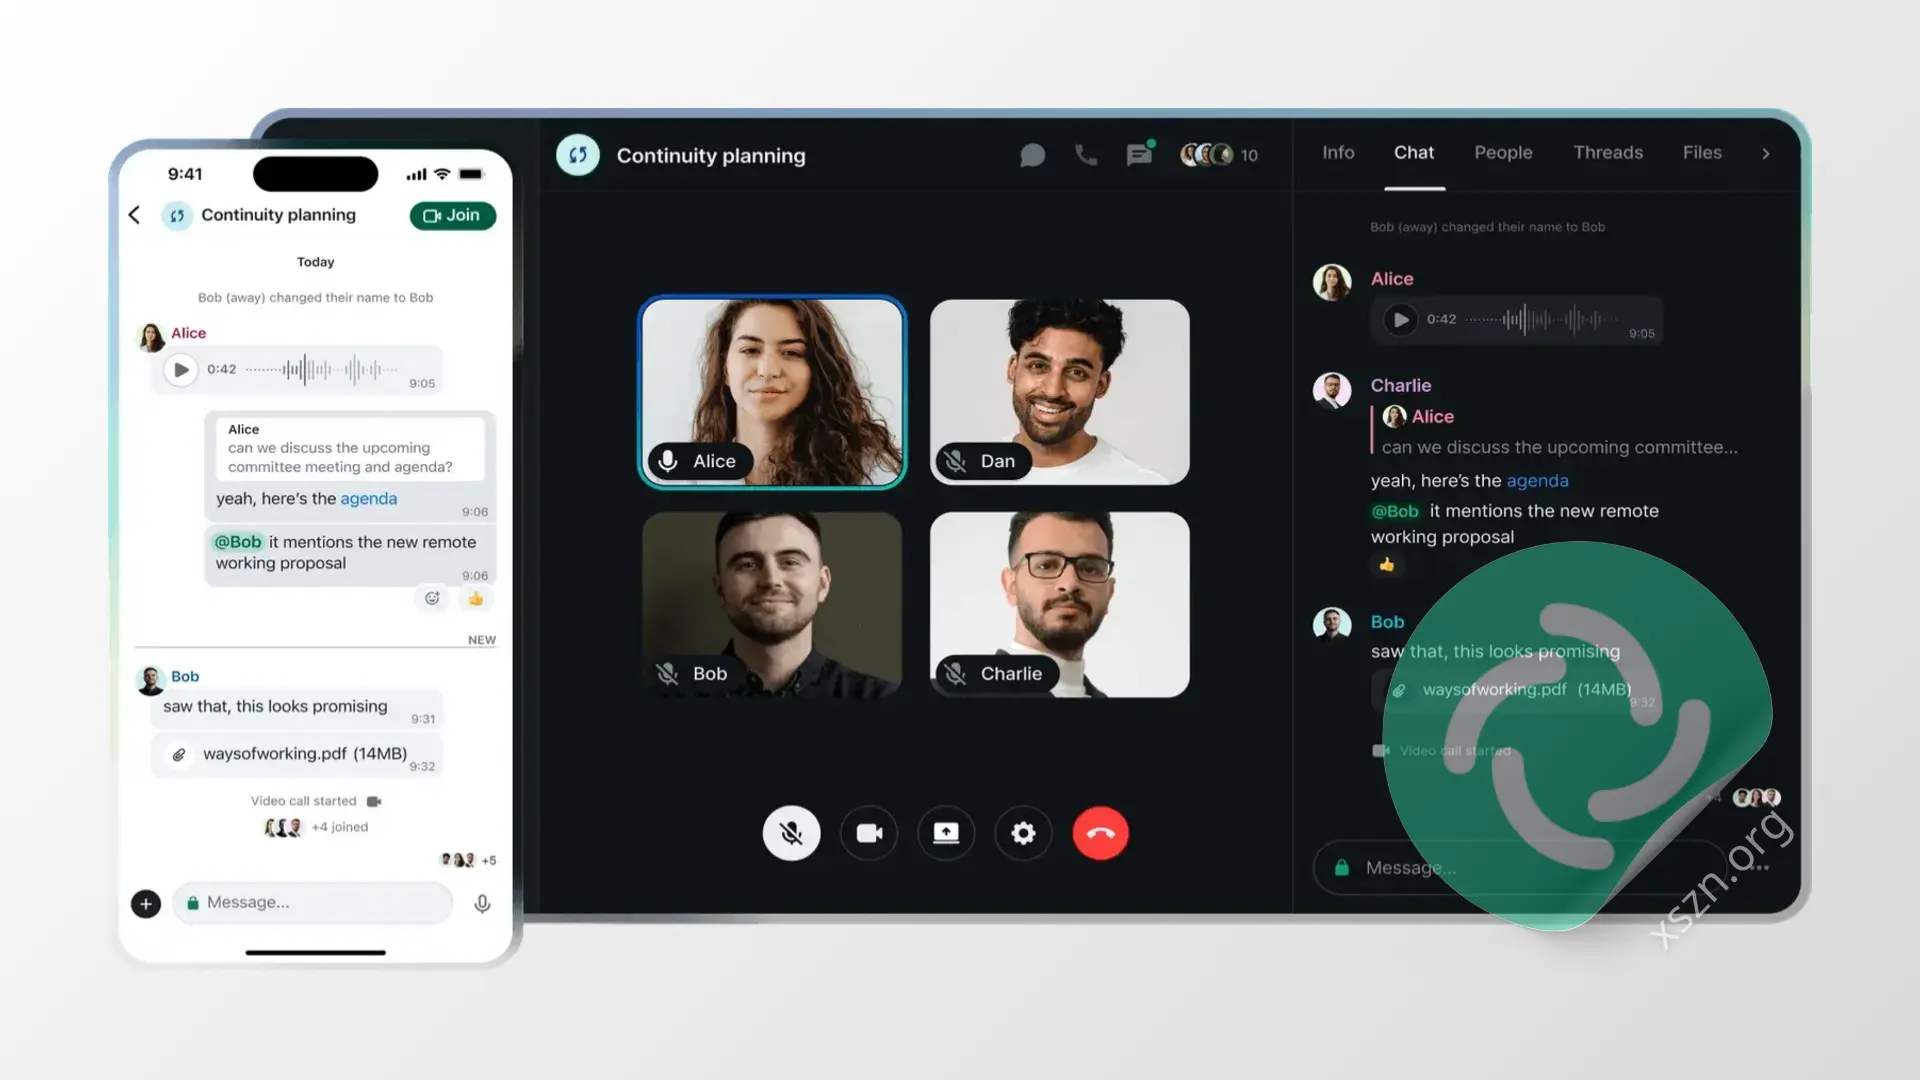 9:41
Continuity planning
Join
Today
Bob (away) changed their name to Bob
Alice
0:42
9:05
Alice
can we discuss the upcoming
committee meeting and agenda?
yeah, here's the agenda
9:06
@Bob it mentions the new remote
working proposal
9:06
NEW
Bob
saw that, this looks promising
9:31
waysofworking.pdf (14MB)
9:32
Video call started
+4 joined
+5
Message...
Continuity planning
10
Alice
Dan
Bob
Charlie
Info Chat People Threads Files
Bob (away) changed their name to Bob
Alice
0:42
9:05
Charlie
Alice
can we discuss the upcoming committee...
yeah, here's the agenda
@Bob it mentions the new remote
working proposal
Bob
saw that, this looks promising
waysofworking.pdf (14MB)
9:32
Video call started
Message...
xszn.org